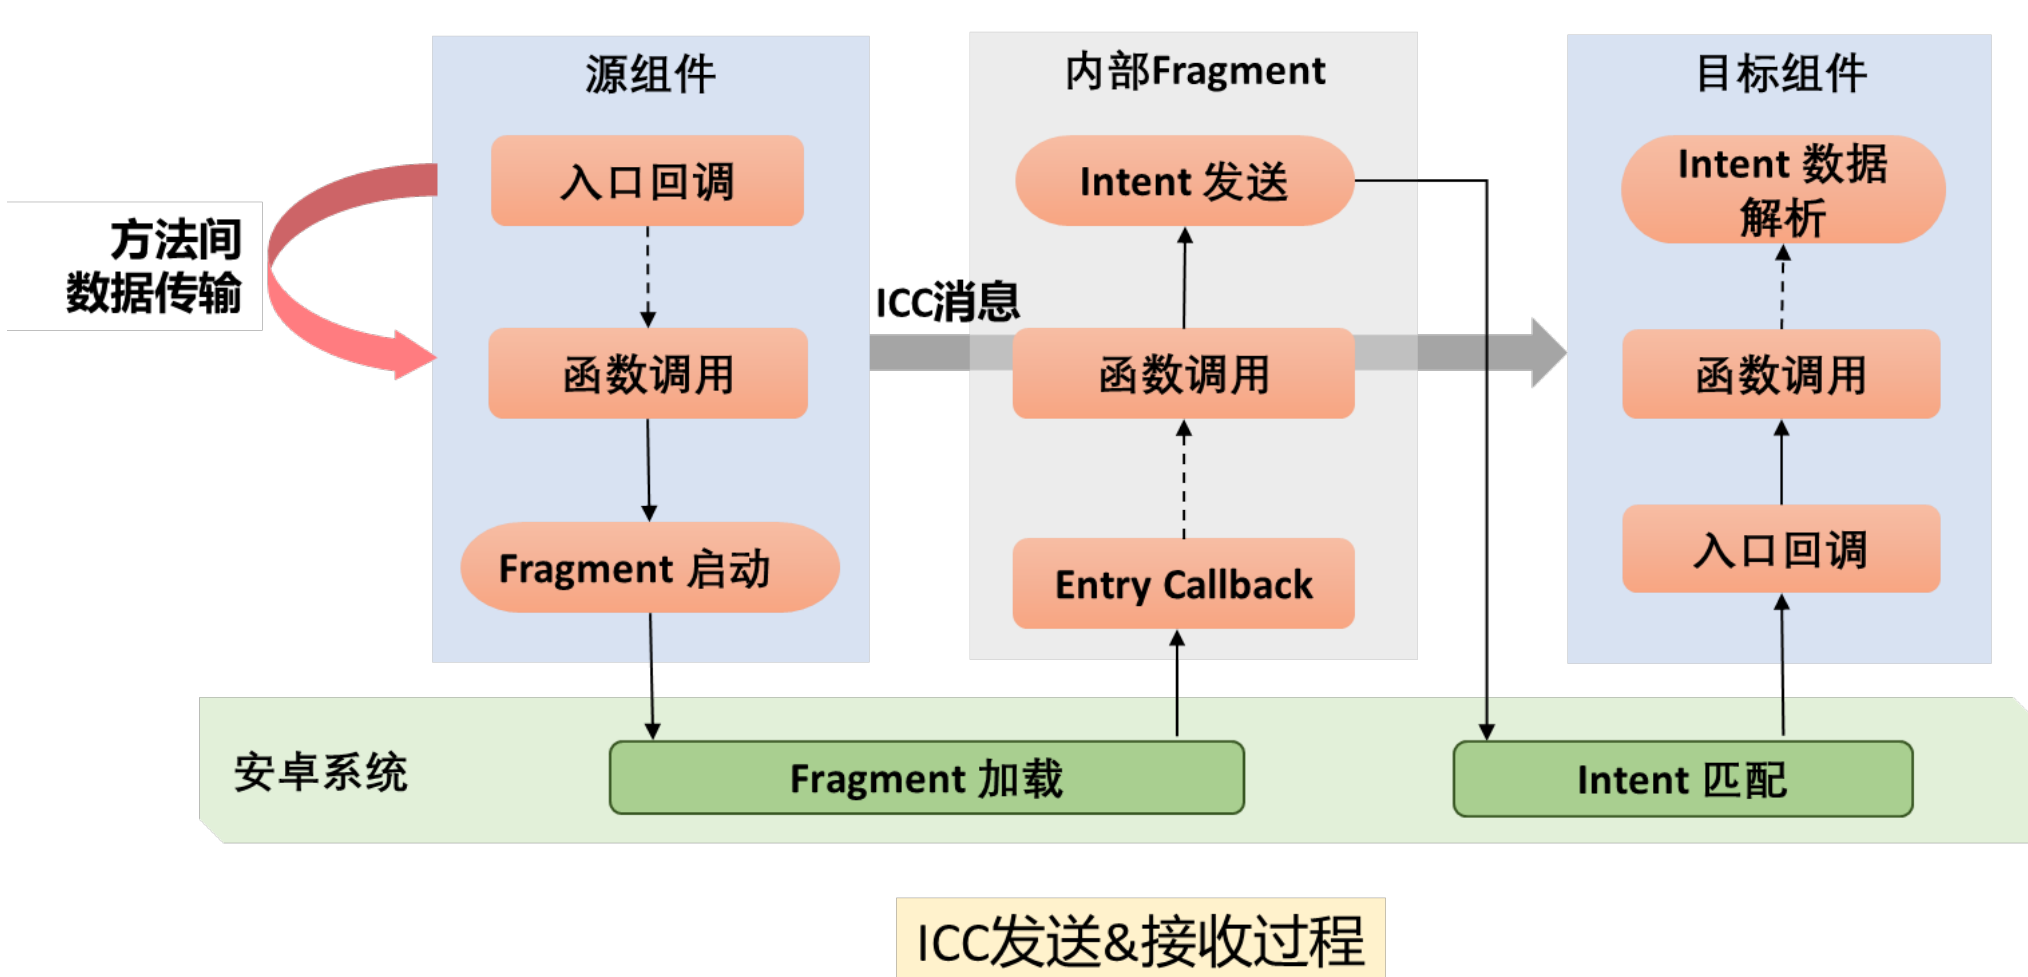 源组件
入口回调
函数调用
Fragment 启动
方法间
数据传输
ICC消息
内部Fragment
Intent 发送
函数调用
Entry Callback
目标组件
Intent 数据
解析
函数调用
入口回调
安卓系统
Fragment 加载
Intent 匹配
ICC发送&接收过程